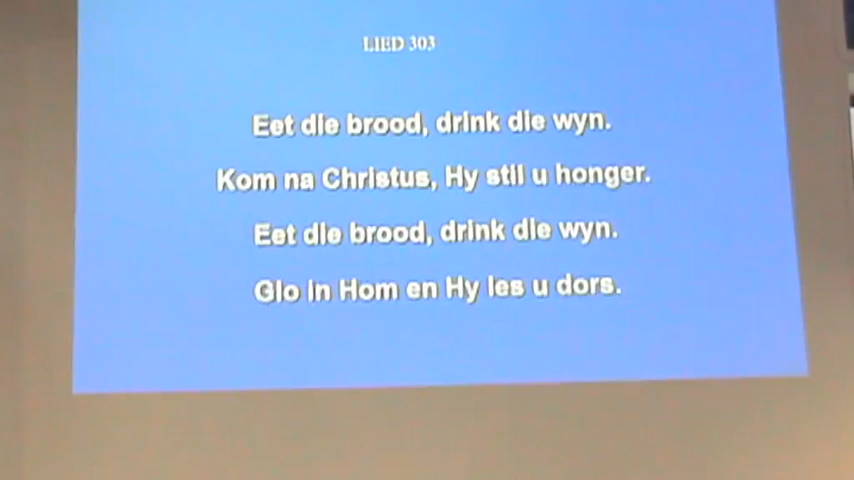 LIED 303
Eet die brood, drink die wyn.
Kom na Christus, Hy stil u honger.
Eet die brood, drink die wyn.
Glo in Hom en Hy les u dors.